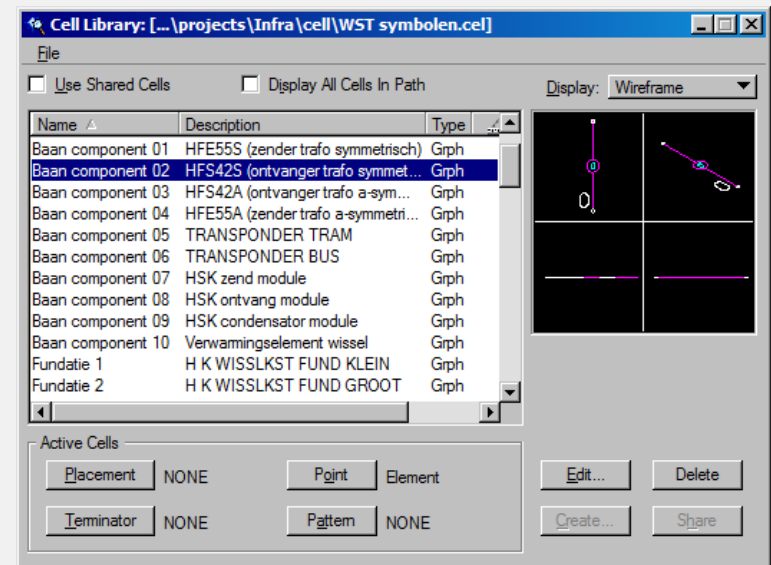 Cell Library: [...\projects\Infra\cell\WST symbolen.cel]
File
Use Shared Cells Display All Cells In Path Display: Wireframe
Name Description Type
Baan component 01 HFE55S (zender trafo symmetrisch) Grph
Baan component 02 HFS42S (ontvanger trafo symmet... Grph
Baan component 03 HFS42A (ontvanger trafo a-sym... Grph
Baan component 04 HFE55A (zender trafo a-symmetri... Grph
Baan component 05 TRANSPONDER TRAM Grph
Baan component 06 TRANSPONDER BUS Grph
Baan component 07 HSK zend module Grph
Baan component 08 HSK ontvang module Grph
Baan component 09 HSK condensator module Grph
Baan component 10 Verwarmingselement wissel Grph
Fundatie 1 H K WISSLKST FUND KLEIN Grph
Fundatie 2 H K WISSLKST FUND GROOT Grph
Active Cells
Placement NONE Point Element Edit... Delete
Terminator NONE Pattern NONE Create... Share